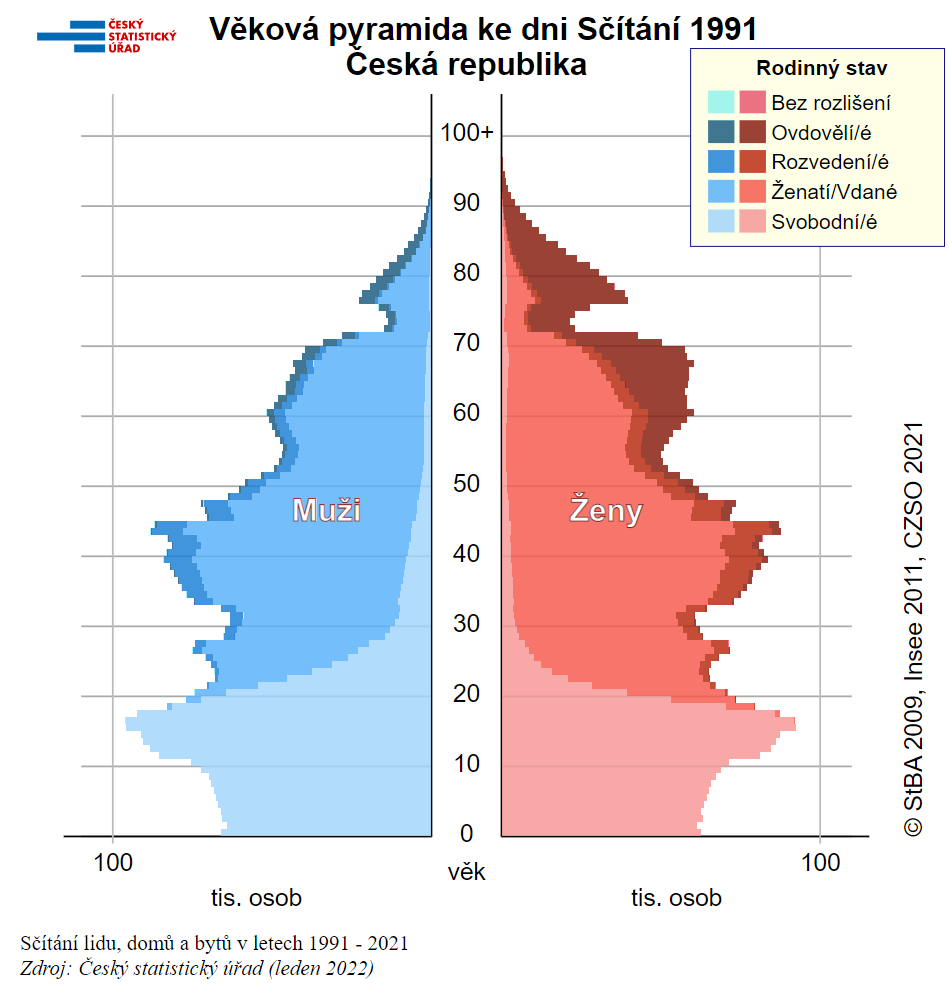 ČESKÝ
STATISTICKÝ
ÚŘAD
Věková pyramida ke dni Sčítání 1991
Česká republika
Rodinný stav
Bez rozlišení
Ovdovělí/é
Rozvedení/é
Ženatí/Vdané
Svobodní/é
100+
90
80
70
60
50
40
30
20
10
0
Muži
Ženy
100
věk
100
tis. osob
tis. osob
© StBA 2009, Insee 2011, CZSO 2021
Sčítání lidu, domů a bytů v letech 1991 - 2021
Zdroj: Český statistický úřad (leden 2022)